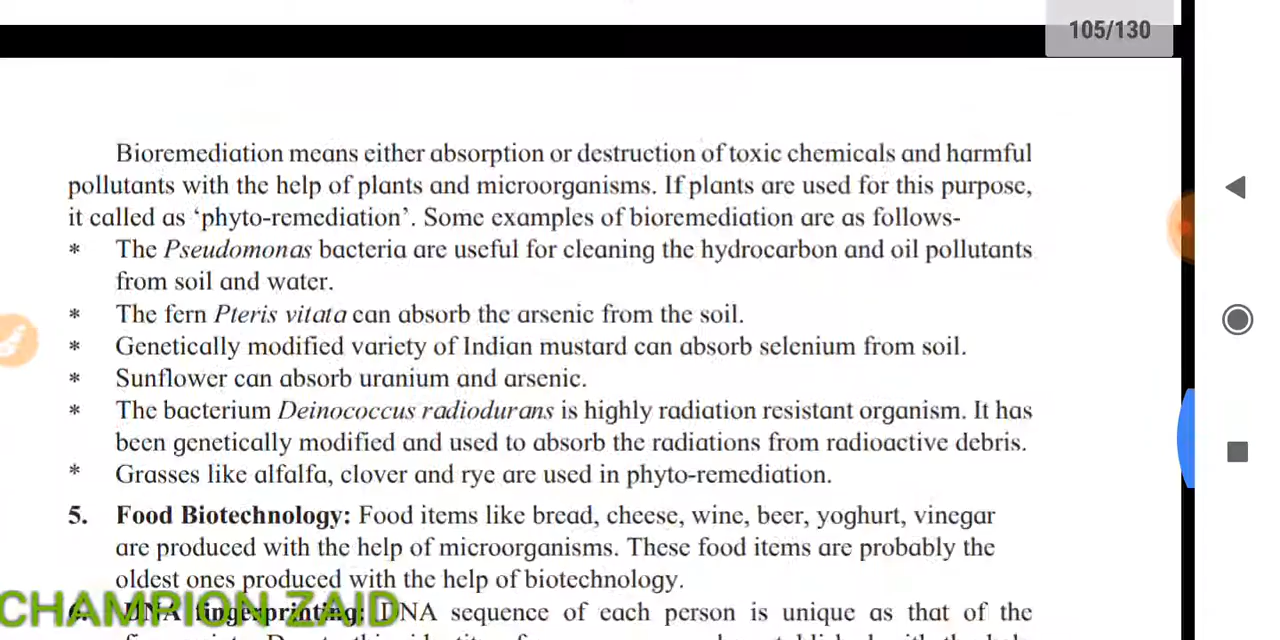 105/130
Bioremediation means either absorption or destruction of toxic chemicals and harmful
pollutants with the help of plants and microorganisms. If plants are used for this purpose,
it called as ‘phyto-remediation’. Some examples of bioremediation are as follows-
* The Pseudomonas bacteria are useful for cleaning the hydrocarbon and oil pollutants
from soil and water.
* The fern Pteris vitata can absorb the arsenic from the soil.
* Genetically modified variety of Indian mustard can absorb selenium from soil.
* Sunflower can absorb uranium and arsenic.
* The bacterium Deinococcus radiodurans is highly radiation resistant organism. It has
been genetically modified and used to absorb the radiations from radioactive debris.
* Grasses like alfalfa, clover and rye are used in phyto-remediation.
5. Food Biotechnology: Food items like bread, cheese, wine, beer, yoghurt, vinegar
are produced with the help of microorganisms. These food items are probably the
oldest ones produced with the help of biotechnology.
CHAMPION ZAID
DNA fingerprinting: DNA sequence of each person is unique as that of the